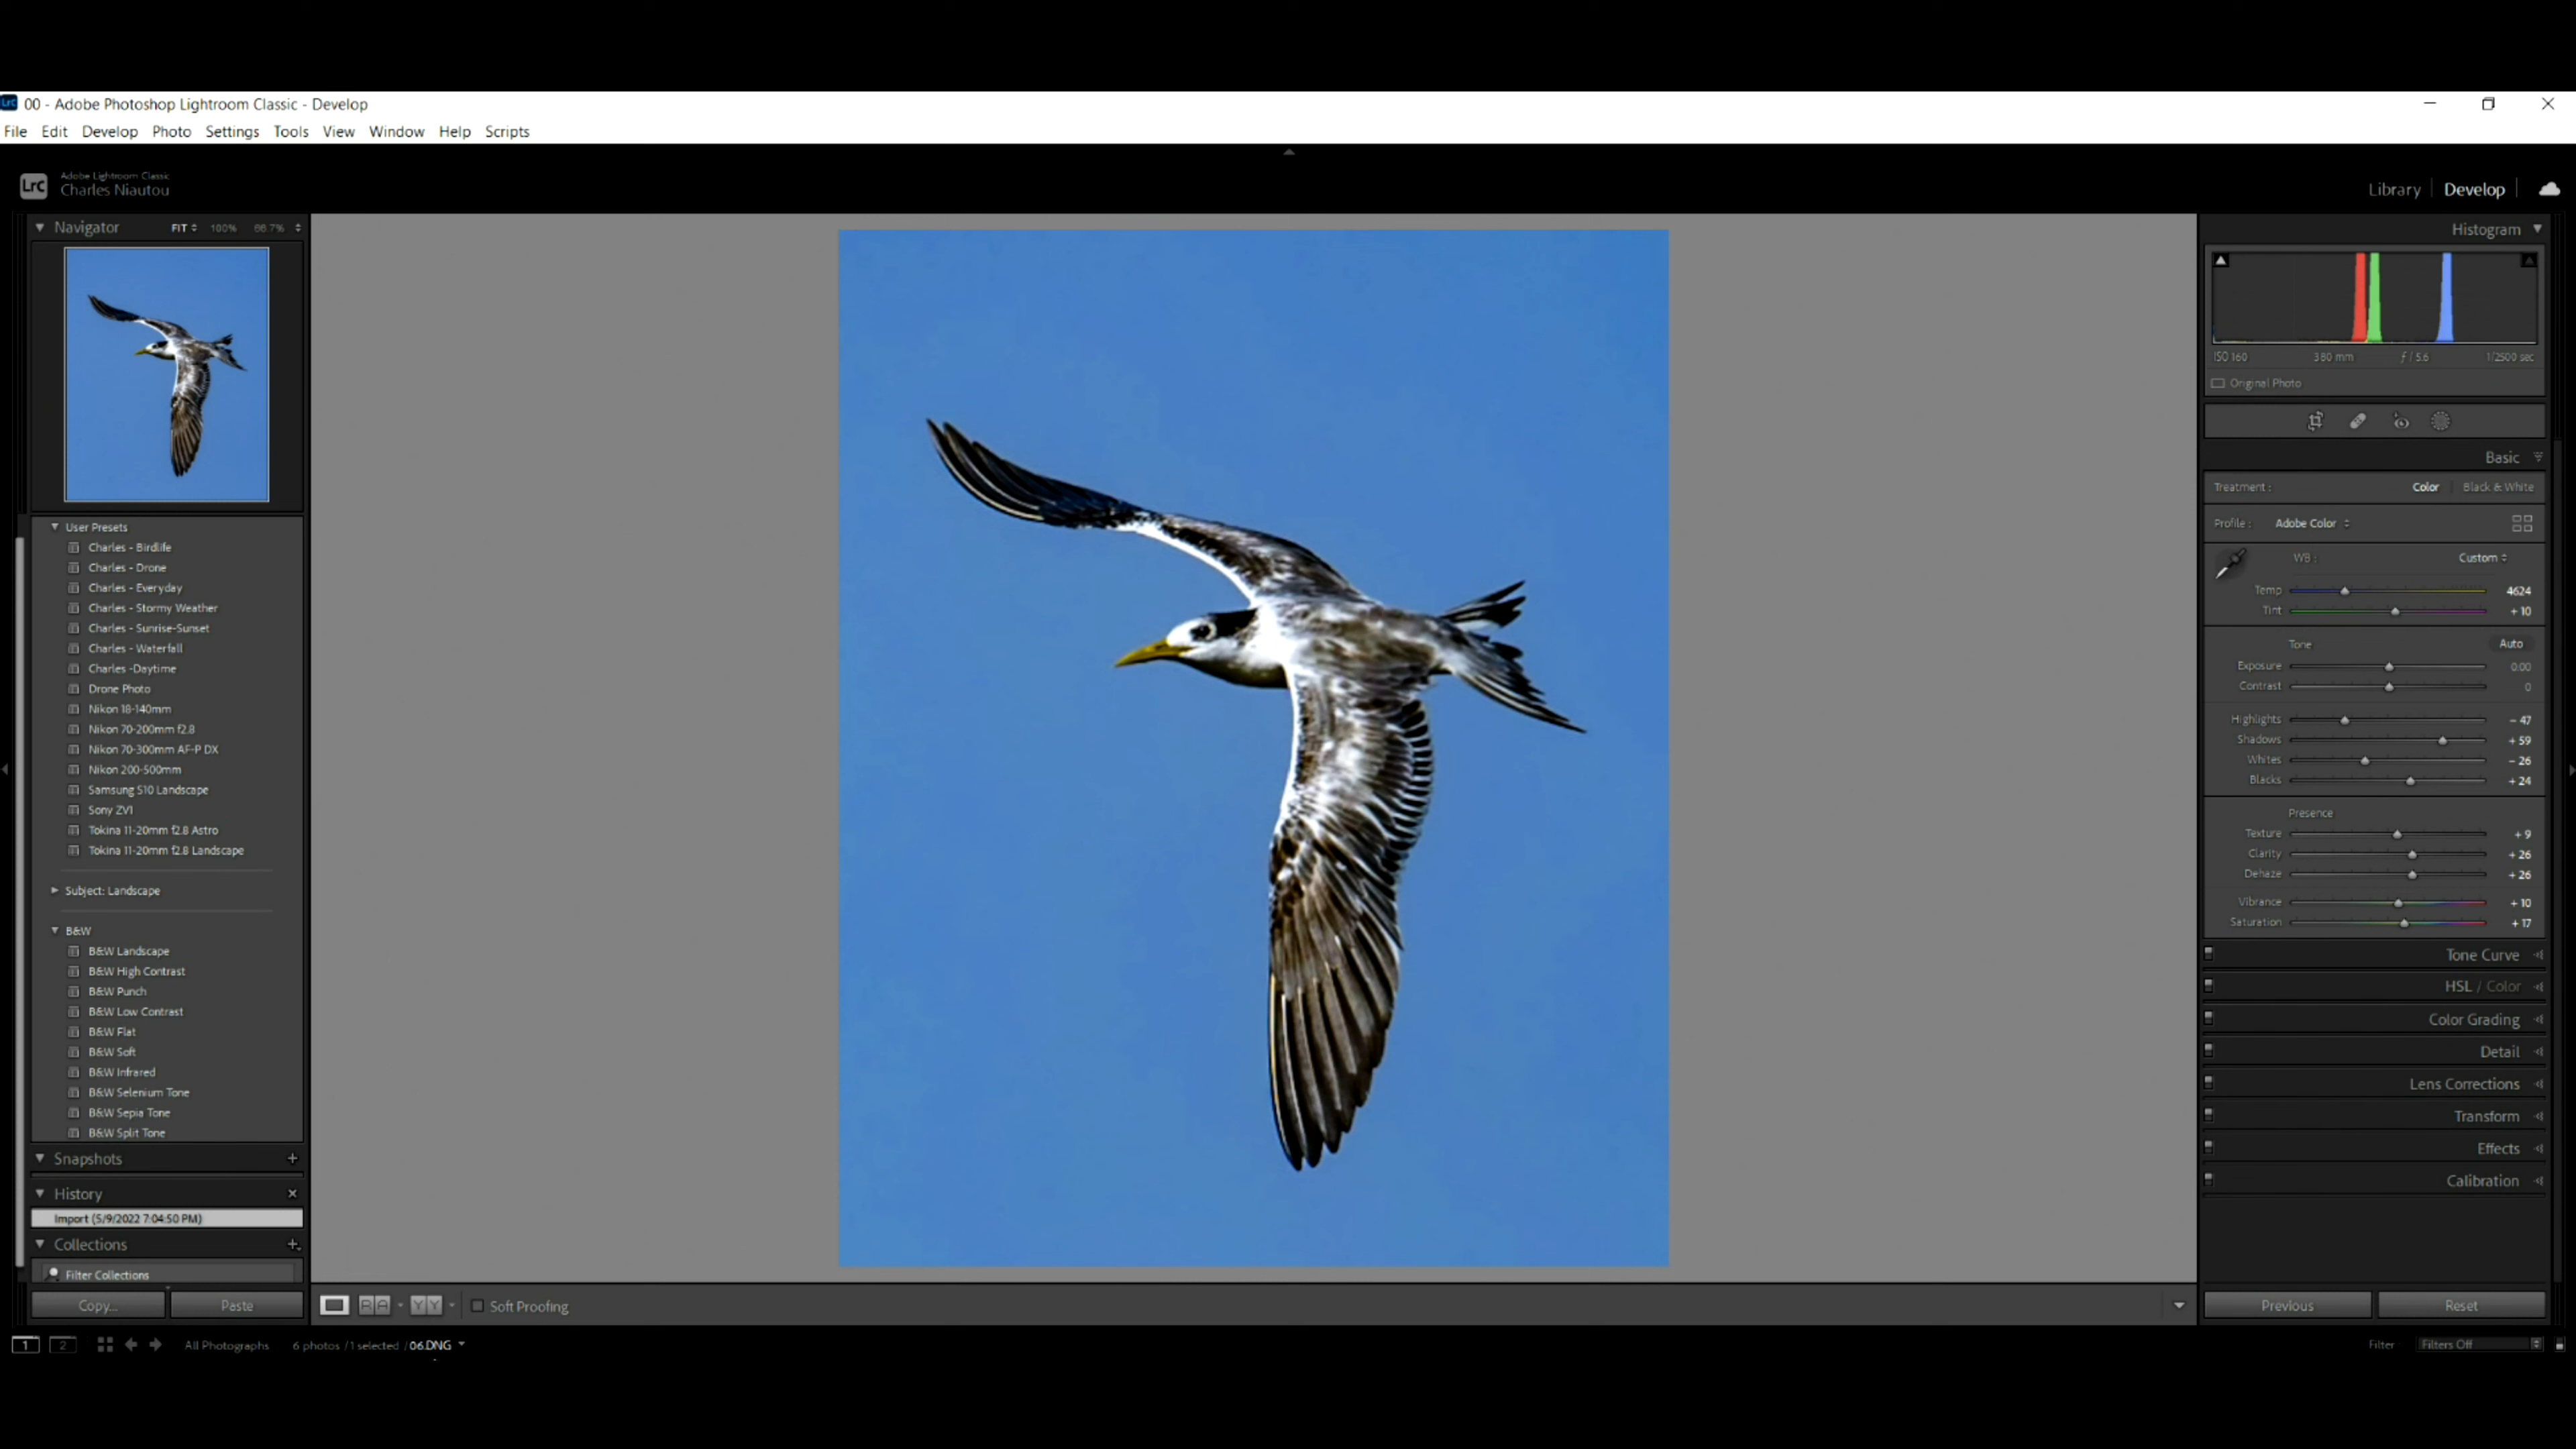 00 - Adobe Photoshop Lightroom Classic - Develop
File Edit Develop Photo Settings Tools View Window Help Scripts
LrC Adobe Lightroom Classic
Charles Niautou
Library Develop
Navigator FIT 100% 66.7%
User Presets
Charles - Birdlife
Charles - Drone
Charles - Everyday
Charles - Stormy Weather
Charles - Sunrise-Sunset
Charles - Waterfall
Charles -Daytime
Drone Photo
Nikon 18-140mm
Nikon 70-200mm f2.8
Nikon 70-300mm AF-P DX
Nikon 200-500mm
Samsung S10 Landscape
Sony ZV1
Tokina 11-20mm f2.8 Astro
Tokina 11-20mm f2.8 Landscape
Subject: Landscape
B&W
B&W Landscape
B&W High Contrast
B&W Punch
B&W Low Contrast
B&W Flat
B&W Soft
B&W Infrared
B&W Selenium Tone
B&W Sepia Tone
B&W Split Tone
Snapshots +
History ×
Import (5/9/2022 7:04:50 PM)
Collections +
Filter Collections
Copy... Paste
Soft Proofing
Histogram
ISO 160 380 mm ƒ / 5.6 1/2500 sec
Original Photo
Basic
Treatment : Color Black & White
Profile : Adobe Color
WB : Custom
Temp 4624
Tint + 10
Tone Auto
Exposure 0.00
Contrast 0
Highlights - 47
Shadows + 59
Whites - 26
Blacks + 24
Presence
Texture + 9
Clarity + 26
Dehaze + 26
Vibrance + 10
Saturation + 17
Tone Curve
HSL / Color
Color Grading
Detail
Lens Corrections
Transform
Effects
Calibration
Previous Reset
1 2 All Photographs 6 photos / 1 selected / 06.DNG
Filter Filters Off